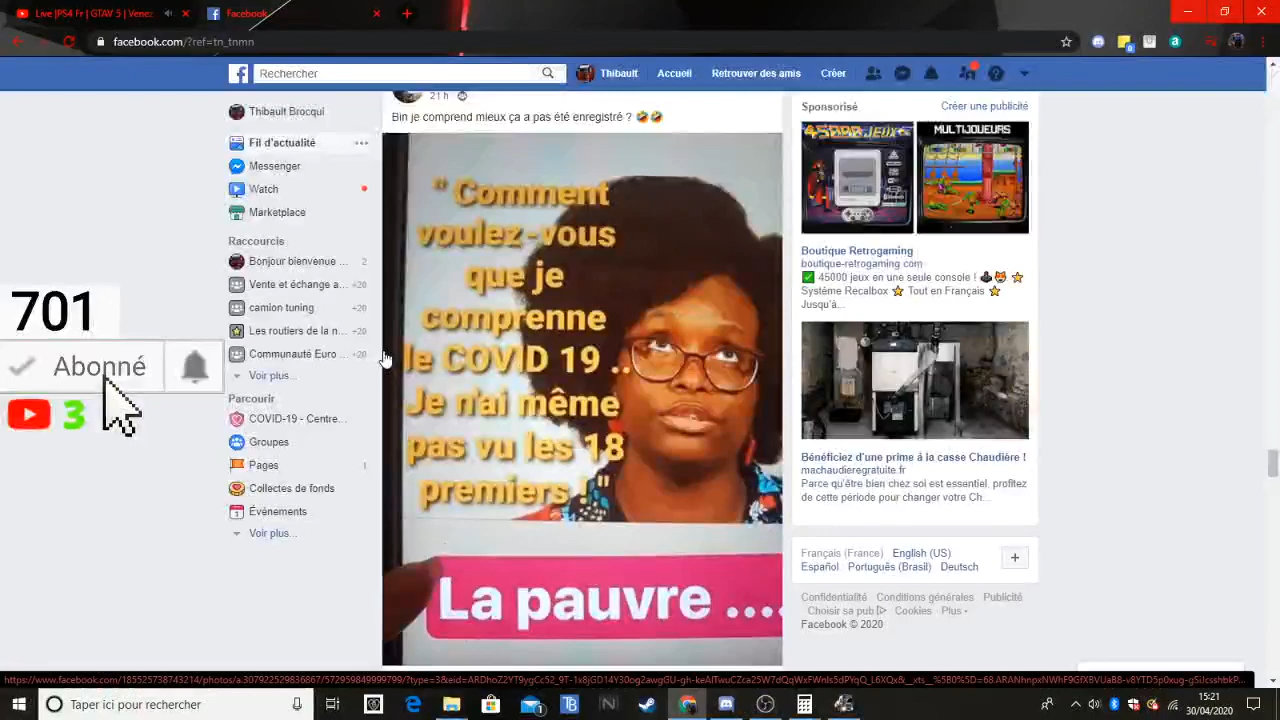 Live |PS4 Fr | GTAV 5 | Venez
Facebook
facebook.com/?ref=tn_tnmn
Rechercher
Thibault
Accueil
Retrouver des amis
Créer
Thibault Brocqui
Fil d'actualité
Messenger
Watch
Marketplace
Raccourcis
Bonjour bienvenue ... 2
Vente et échange a... +20
camion tuning +20
Les routiers de la n... +20
Communauté Euro ... +20
Voir plus...
Parcourir
COVID-19 - Centre...
Groupes
Pages 1
Collectes de fonds
Événements
Voir plus...
701
Abonné
3
21 h
Bin je comprend mieux ça a pas été enregistré ? 🤣🤣
" Comment
voulez-vous
que je
comprenne
le COVID 19 ..
Je n'ai même
pas vu les 18
premiers !"
La pauvre ....
Sponsorisé
Créer une publicité
MULTIJOUEURS
Boutique Retrogaming
boutique-retrogaming.com
✅ 45000 jeux en une seule console !
Système Recalbox ⭐ Tout en Français ⭐
Jusqu'à...
Bénéficiez d'une prime à la casse Chaudière !
machaudieregratuite.fr
Parce qu'être bien chez soi est essentiel, profitez
de cette période pour changer votre Ch...
Français (France) · English (US)
Español · Português (Brasil) · Deutsch
Confidentialité · Conditions générales · Publicité
Choisir sa pub · Cookies · Plus
Facebook © 2020
Taper ici pour rechercher
15:21
30/04/2020